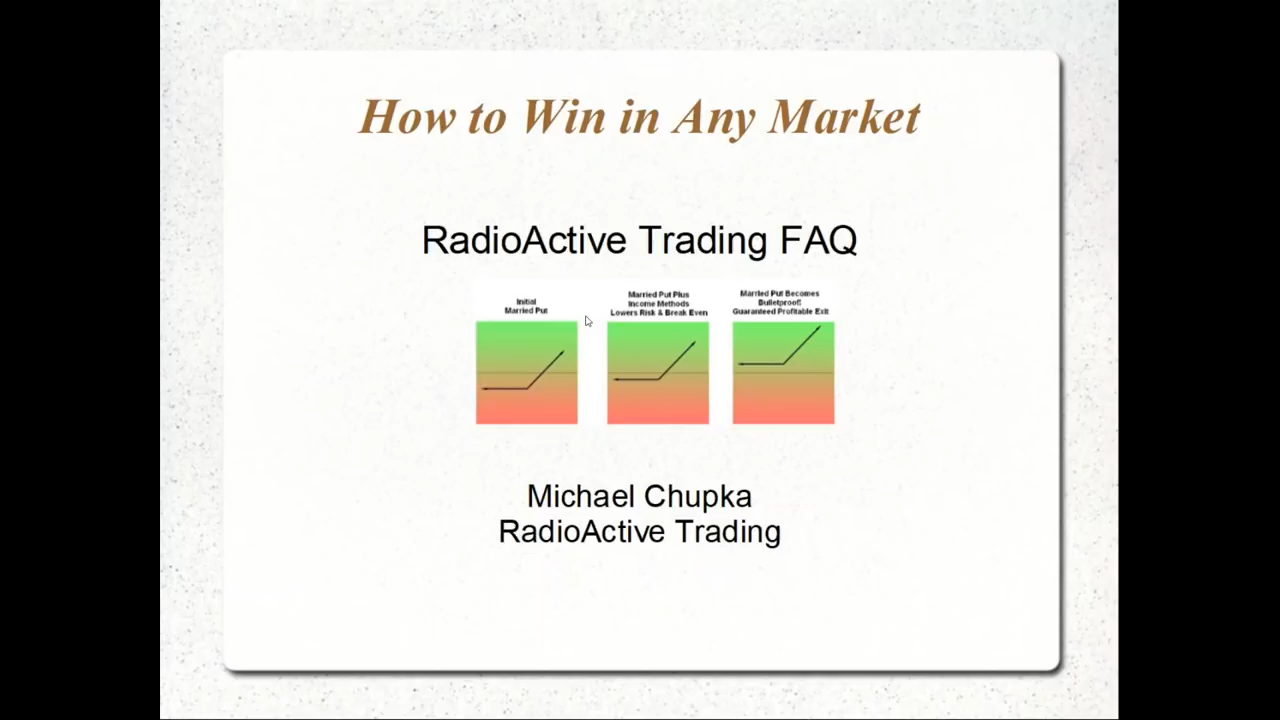 How to Win in Any Market
RadioActive Trading FAQ
Initial
Married Put
Married Put Plus
Income Methods
Lowers Risk & Break Even
Married Put Becomes
Bulletproof!
Guaranteed Profitable Exit
Michael Chupka
RadioActive Trading